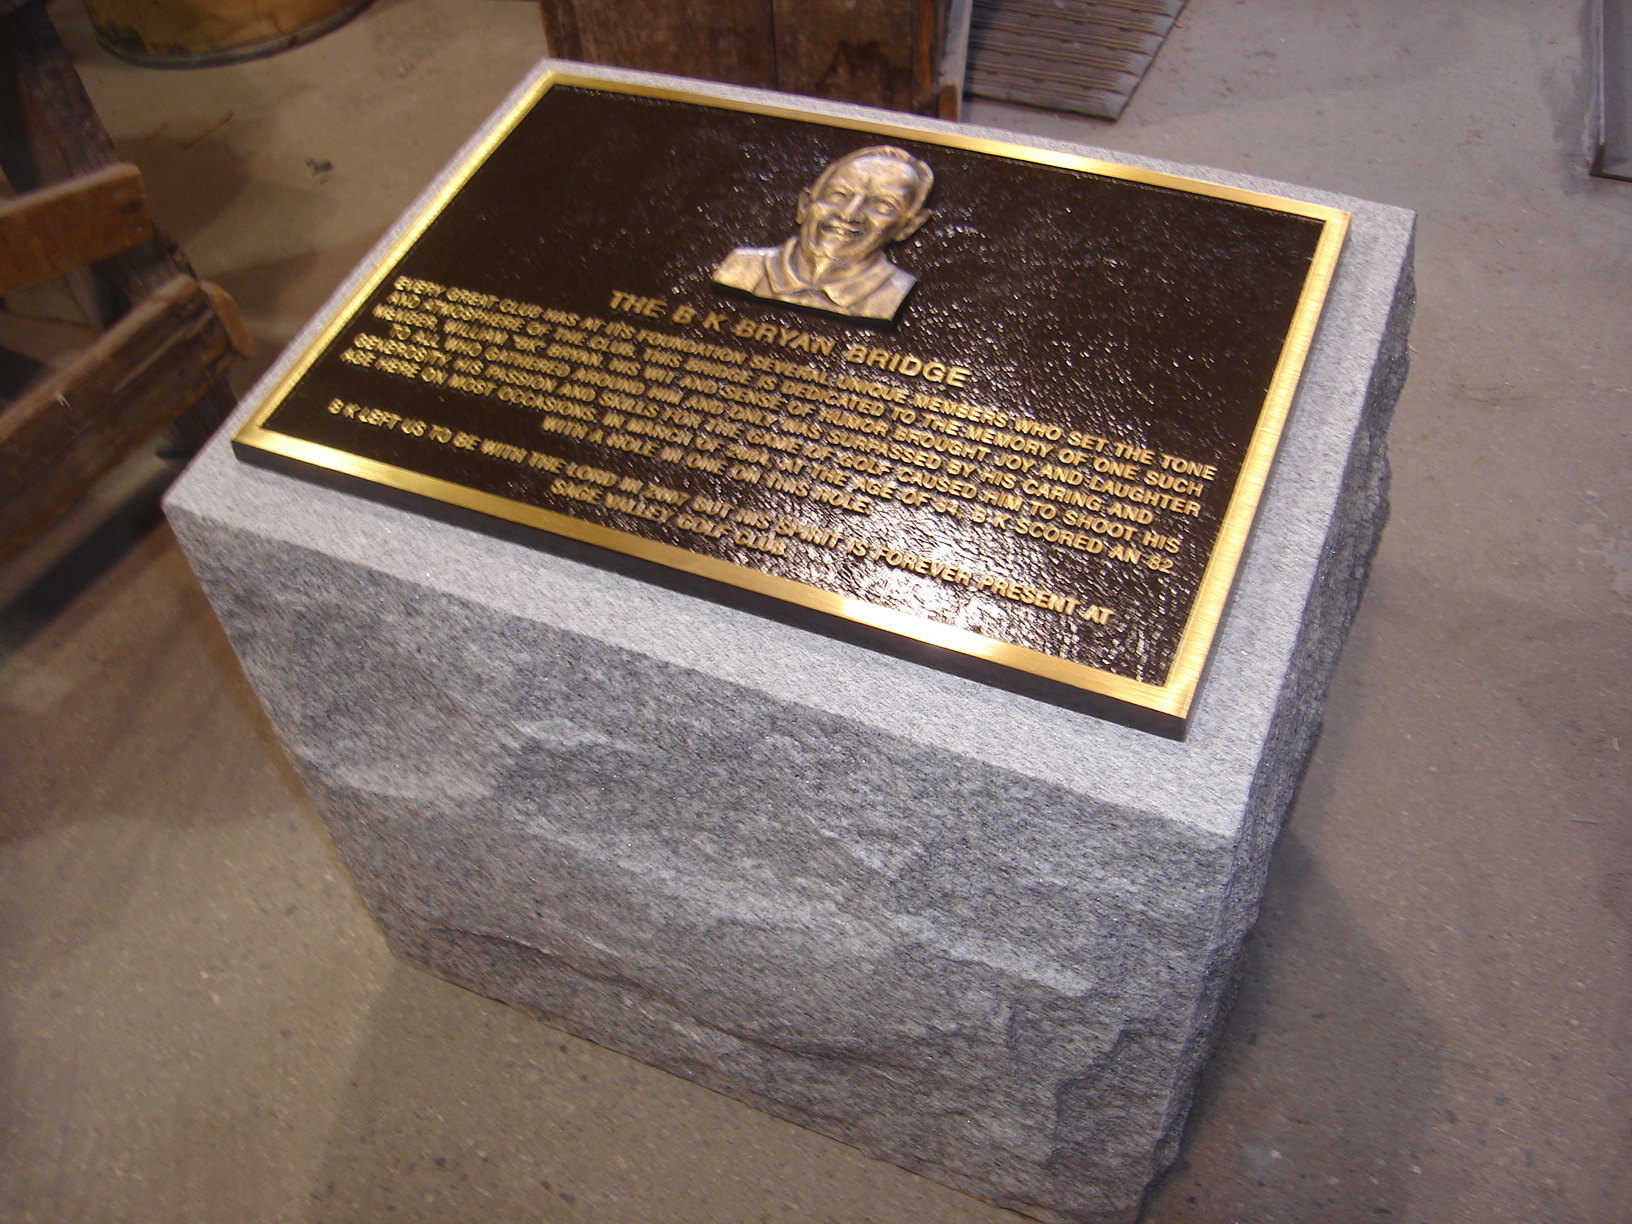 THE B K BRYAN BRIDGE
EVERY GREAT CLUB HAS AT ITS FOUNDATION SEVERAL UNIQUE MEMBERS WHO SET THE TONE
AND ATMOSPHERE OF THE CLUB. THIS BRIDGE IS DEDICATED TO THE MEMORY OF ONE SUCH
MEMBER, WILLIAM "BK" BRYAN. HIS WIT AND SENSE OF HUMOR BROUGHT JOY AND LAUGHTER
TO ALL WHO GATHERED AROUND HIM AND ONLY WAS SURPASSED BY HIS CARING AND
GENEROSITY. HIS PASSION AND SKILLS FOR THE GAME OF GOLF CAUSED HIM TO SHOOT HIS
AGE HERE ON MOST OCCASIONS. IN MARCH OF AT THE AGE OF 84, B K SCORED AN 82
WITH A HOLE IN ONE ON THIS HOLE
B K LEFT US TO BE WITH THE LORD IN 2007 BUT HIS SPIRIT IS FOREVER PRESENT AT
SAGE VALLEY GOLF CLUB